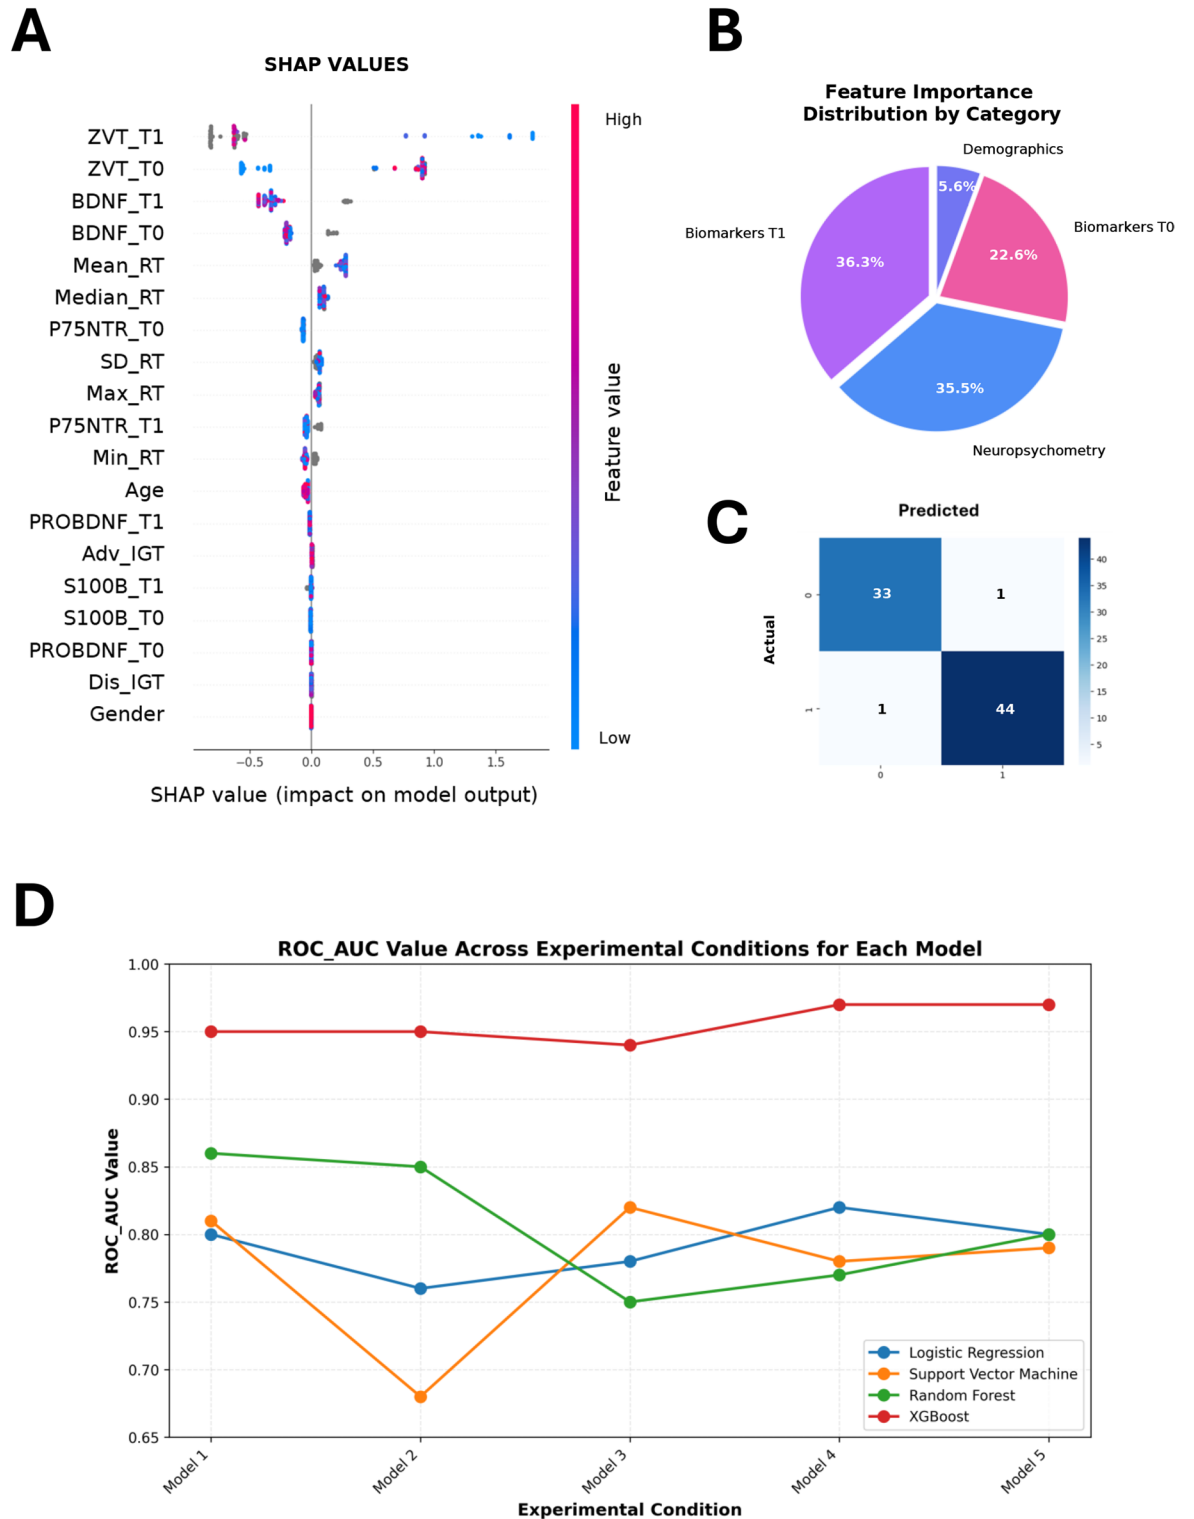 A
SHAP VALUES
ZVT_T1
ZVT_T0
BDNF_T1
BDNF_T0
Mean_RT
Median_RT
P75NTR_T0
SD_RT
Max_RT
P75NTR_T1
Min_RT
Age
PROBDNF_T1
Adv_IGT
S100B_T1
S100B_T0
PROBDNF_T0
Dis_IGT
Gender
−0.5 0.0 0.5 1.0 1.5
SHAP value (impact on model output)
High
Feature value
Low
B
Feature Importance
Distribution by Category
Demographics
5.6%
Biomarkers T0
22.6%
Biomarkers T1
36.3%
35.5%
Neuropsychometry
C
Predicted
Actual
0
33 1
1
1 44
0 1
40
35
30
25
20
15
10
5
D
ROC_AUC Value Across Experimental Conditions for Each Model
ROC_AUC Value
1.00
0.95
0.90
0.85
0.80
0.75
0.70
0.65
Logistic Regression
Support Vector Machine
Random Forest
XGBoost
Model 1 Model 2 Model 3 Model 4 Model 5
Experimental Condition